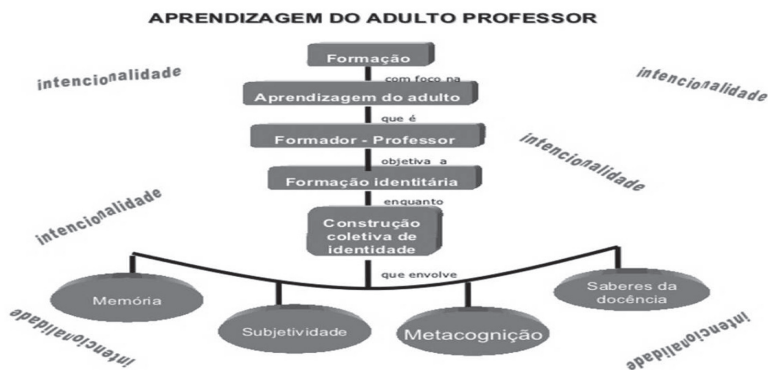 APRENDIZAGEM DO ADULTO PROFESSOR
Formação
intencionalidade
intencionalidade
com foco na
Aprendizagem do adulto
que é
Formador - Professor
intencionalidade
objetiva a
Formação identitária
enquanto
intencionalidade
Construção
coletiva de
identidade
que envolve
Memória
Saberes da
docência
Subjetividade
Metacognição
intencionalidade
intencionalidade